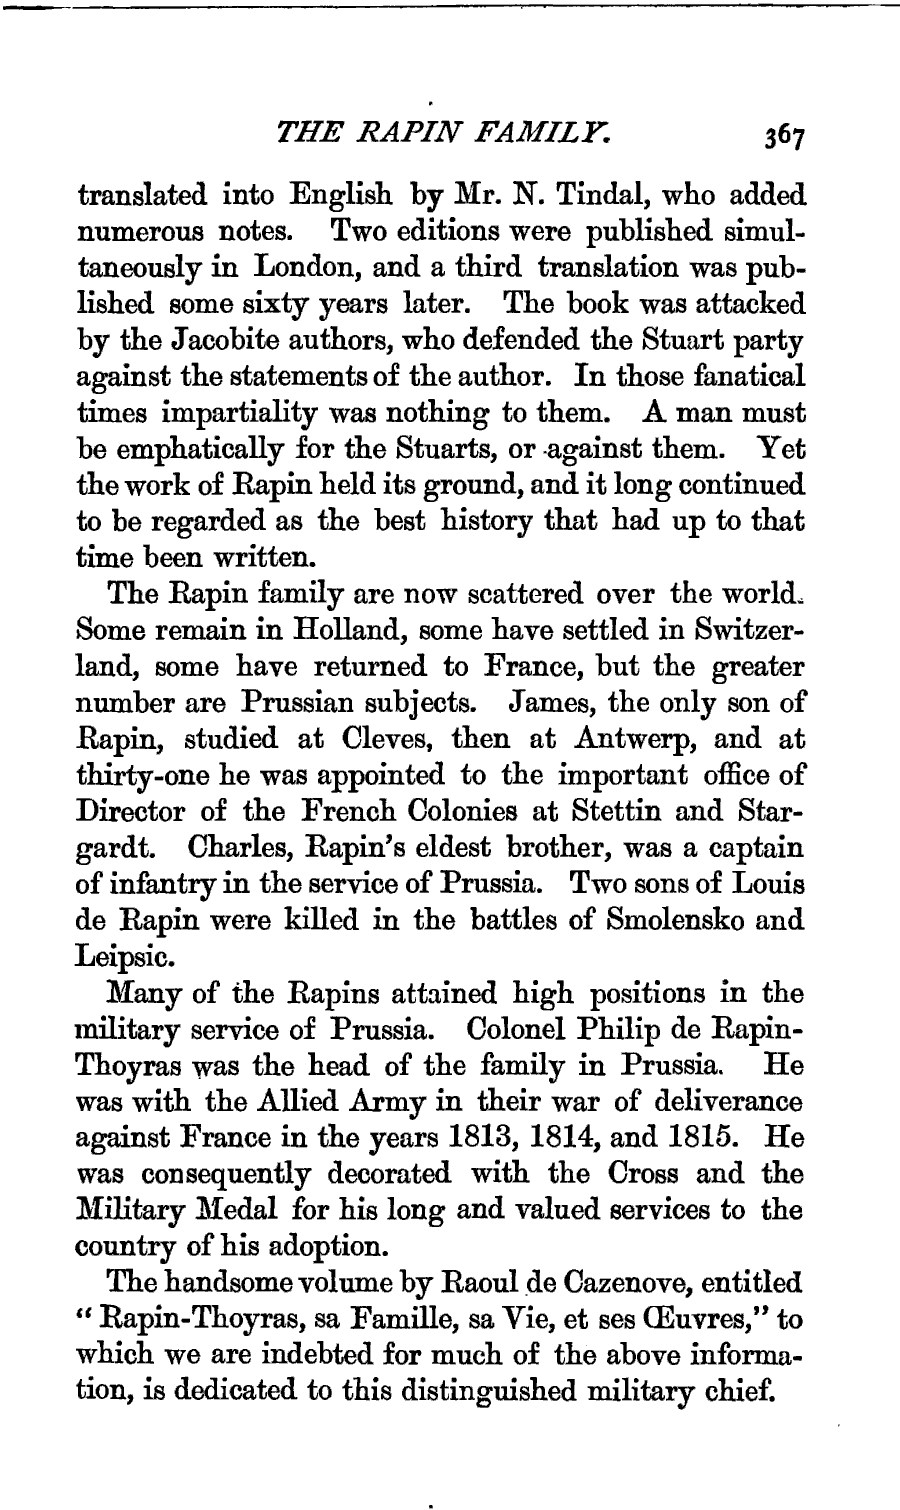 THE RAPIN FAMILY. 367
translated into English by Mr. N. Tindal, who added
numerous notes. Two editions were published simul-
taneously in London, and a third translation was pub-
lished some sixty years later. The book was attacked
by the Jacobite authors, who defended the Stuart party
against the statements of the author. In those fanatical
times impartiality was nothing to them. A man must
be emphatically for the Stuarts, or against them. Yet
the work of Rapin held its ground, and it long continued
to be regarded as the best history that had up to that
time been written.
The Rapin family are now scattered over the world.
Some remain in Holland, some have settled in Switzer-
land, some have returned to France, but the greater
number are Prussian subjects. James, the only son of
Rapin, studied at Cleves, then at Antwerp, and at
thirty-one he was appointed to the important office of
Director of the French Colonies at Stettin and Star-
gardt. Charles, Rapin's eldest brother, was a captain
of infantry in the service of Prussia. Two sons of Louis
de Rapin were killed in the battles of Smolensko and
Leipsic.
Many of the Rapins attained high positions in the
military service of Prussia. Colonel Philip de Rapin-
Thoyras was the head of the family in Prussia. He
was with the Allied Army in their war of deliverance
against France in the years 1813, 1814, and 1815. He
was consequently decorated with the Cross and the
Military Medal for his long and valued services to the
country of his adoption.
The handsome volume by Raoul de Cazenove, entitled
“Rapin-Thoyras, sa Famille, sa Vie, et ses Œuvres,” to
which we are indebted for much of the above informa-
tion, is dedicated to this distinguished military chief.